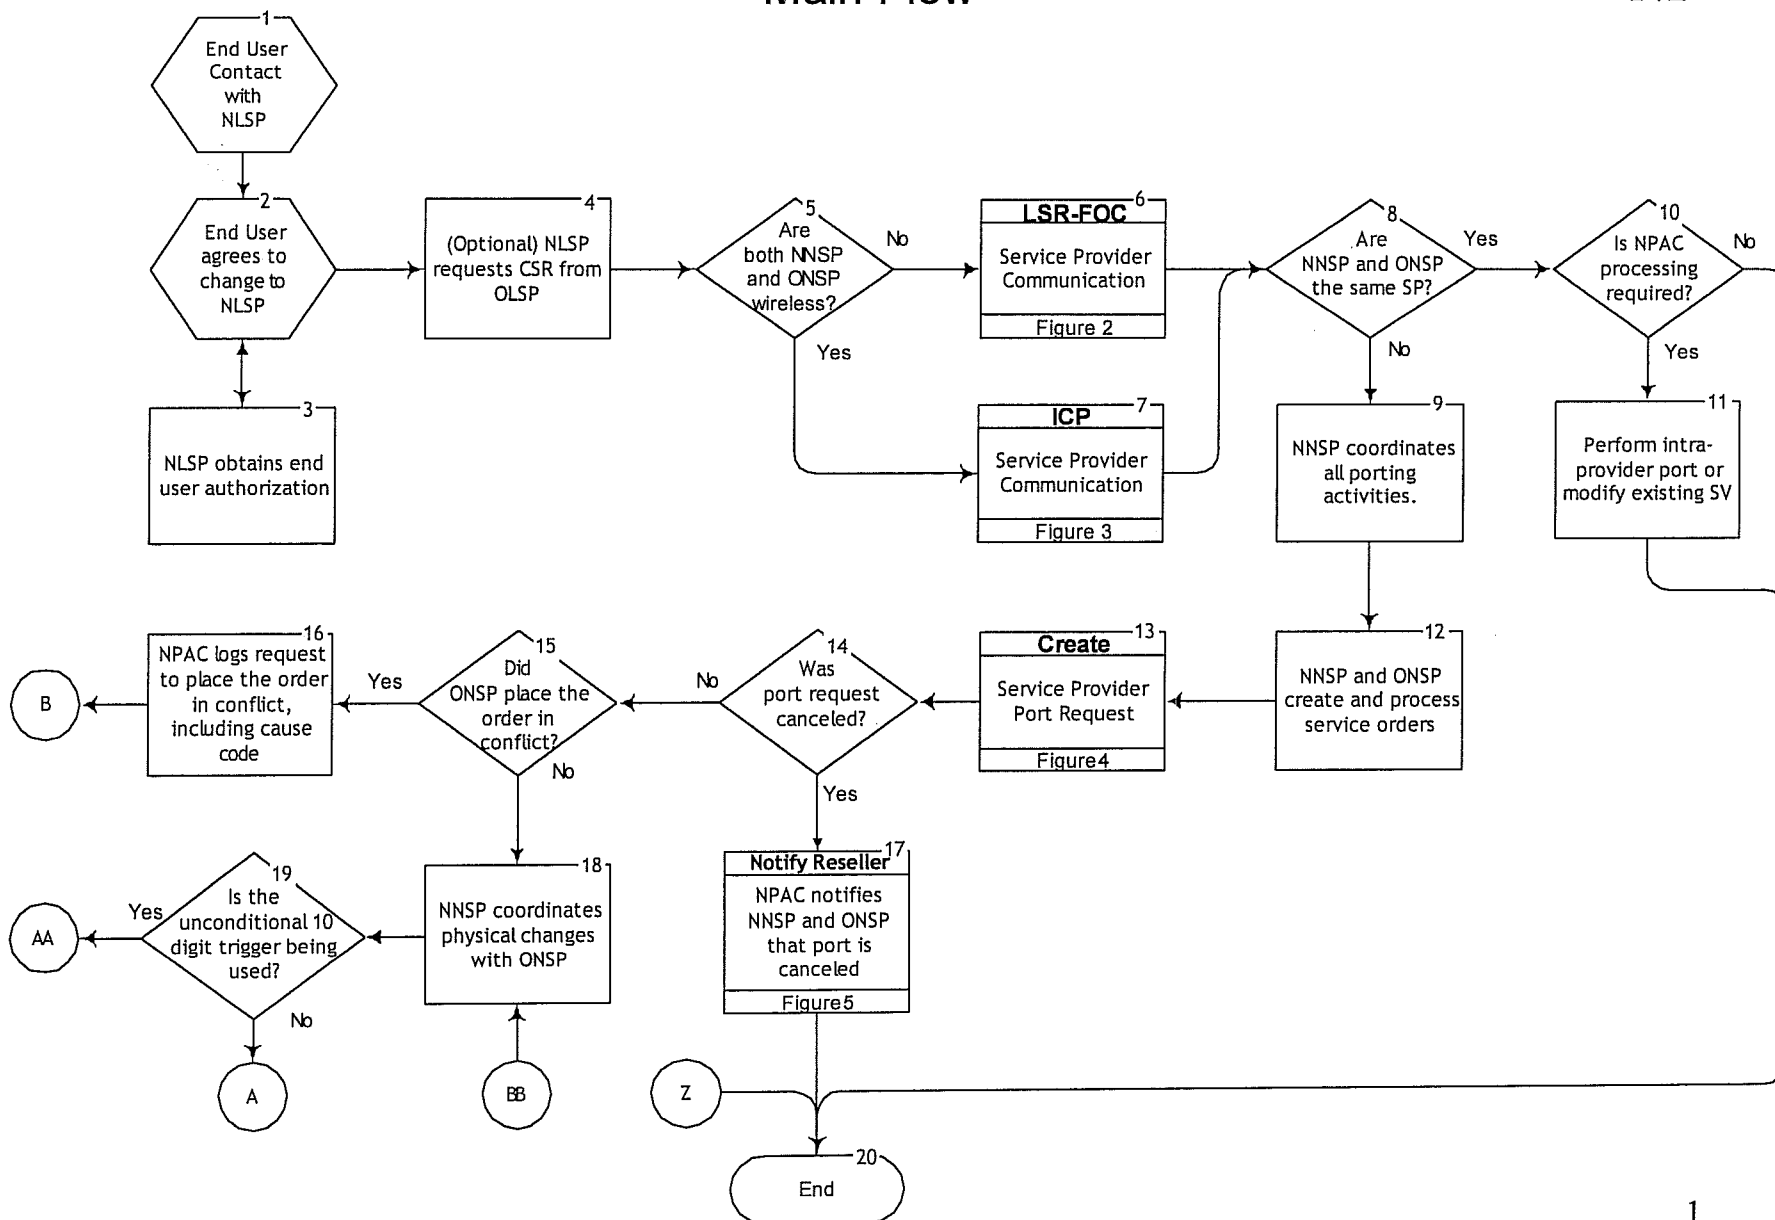 Main Flow
1
End User
Contact
with
NLSP
2
End User
agrees to
change to
NLSP
3
NLSP obtains end
user authorization
4
(Optional) NLSP
requests CSR from
OLSP
5
Are
both NNSP
and ONSP
wireless?
No
Yes
6
LSR-FOC
Service Provider
Communication
Figure 2
7
ICP
Service Provider
Communication
Figure 3
8
Are
NNSP and ONSP
the same SP?
Yes
No
9
NNSP coordinates
all porting
activities.
10
Is NPAC
processing
required?
No
Yes
11
Perform intra-
provider port or
modify existing SV
12
NNSP and ONSP
create and process
service orders
13
Create
Service Provider
Port Request
Figure4
14
Was
port request
canceled?
No
Yes
15
Did
ONSP place the
order in
conflict?
Yes
No
16
NPAC logs request
to place the order
in conflict,
including cause
code
B
17
Notify Reseller
NPAC notifies
NNSP and ONSP
that port is
canceled
Figure5
18
NNSP coordinates
physical changes
with ONSP
19
Is the
unconditional 10
digit trigger being
used?
Yes
No
AA
A
BB
Z
20
End
1